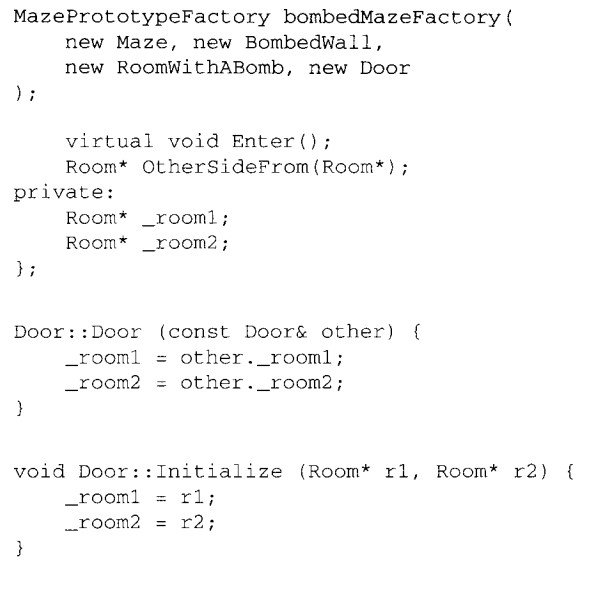 MazePrototypeFactory bombedMazeFactory(
    new Maze, new BombedWall,
    new RoomWithABomb, new Door
);
    virtual void Enter();
    Room* OtherSideFrom(Room*);
private:
    Room* _room1;
    Room* _room2;
};
Door::Door (const Door& other) {
    _room1 = other._room1;
    _room2 = other._room2;
}
void Door::Initialize (Room* r1, Room* r2) {
    _room1 = r1;
    _room2 = r2;
}